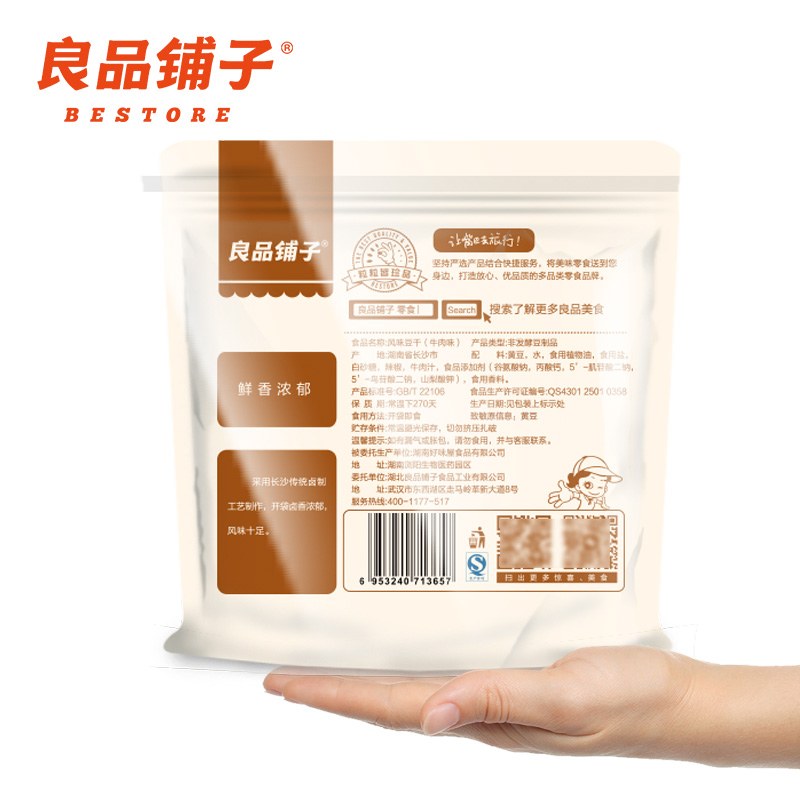 良品铺子®
BESTORE
良品铺子®
THE BEST QUALITY & VALUE
粒粒皆珍品
BESTORE
让嘴巴去旅行!
坚持严选产品结合快捷服务,将美味零食送到您
身边,打造放心、优品质的多品类零食品牌。
良品铺子 零食|
Search
搜索了解更多良品美食
鲜香浓郁
采用长沙传统卤制
工艺制作,开袋卤香浓郁,
风味十足。
食品名称:风味豆干(牛肉味) 产品类型:非发酵豆制品
产 地:湖南省长沙市 配 料:黄豆,水,食用植物油,食用盐,
白砂糖,辣椒,牛肉汁,食品添加剂(谷氨酸钠,丙酸钙,5'-肌苷酸二钠,
5'-鸟苷酸二钠,山梨酸钾),食用香料。
产品标准号:GB/T 22106 食品生产许可证编号:QS4301 2501 0358
保 质 期:常温下270天 生产日期:见包装上标示处
食用方法:开袋即食 致敏源信息:黄豆
贮存条件:常温避光保存,切勿挤压扎破
温馨提示:如有漏气或胀包,请勿食用,并与客服联系。
被委托生产单位:湖南好味屋食品有限公司
地 址:湖南浏阳生物医药园区
委托单位:湖北良品铺子食品工业有限公司
地 址:武汉市东西湖区走马岭革新大道8号
服务热线:400-1177-517
6 953240 713657
扫出更多惊喜,美食